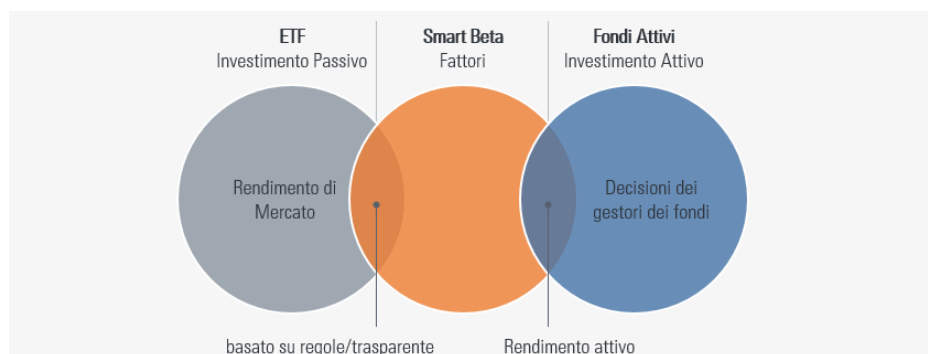 ETF
Investimento Passivo
Smart Beta
Fattori
Fondi Attivi
Investimento Attivo
Rendimento di
Mercato
Decisioni dei
gestori dei fondi
basato su regole/trasparente
Rendimento attivo